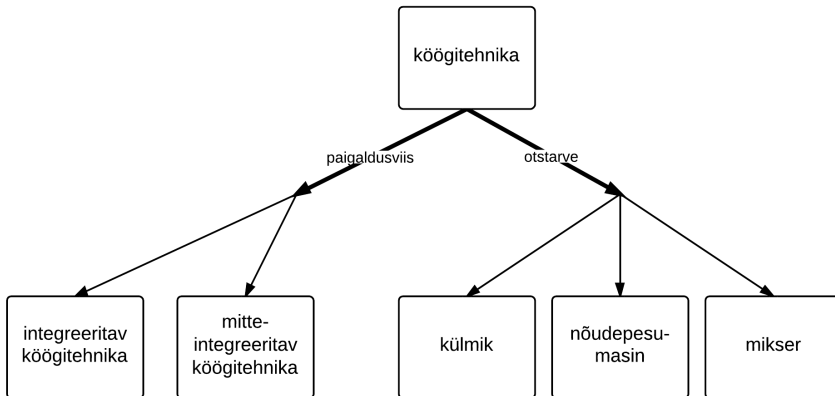 köögitehnika
paigaldusviis
otstarve
integreeritav
köögitehnika
mitte-
integreeritav
köögitehnika
külmik
nõudepesu-
masin
mikser